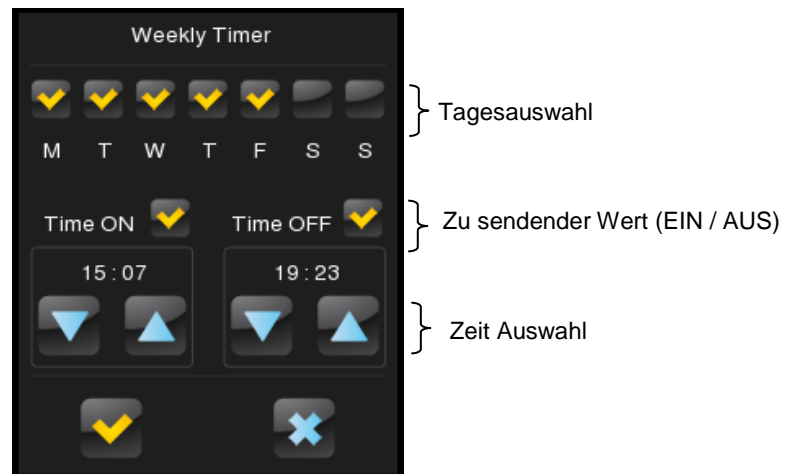 Weekly Timer
Tagesauswahl
M T W T F S S
Time ON Time OFF Zu sendender Wert (EIN / AUS)
15:07 19:23
Zeit Auswahl